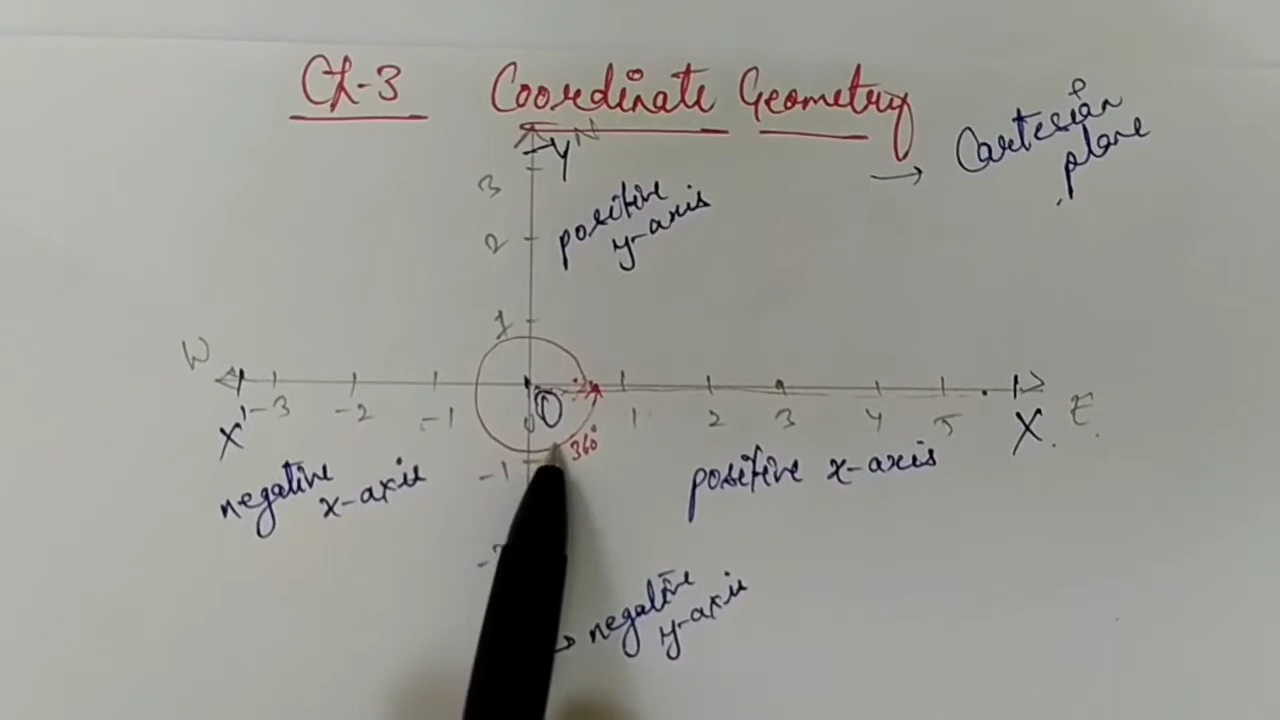 Ch-3 Coordinate Geometry
→ Cartesian
plane
N
Y
3
positive
y-axis
2
1
W
-3 -2 -1 0 1 2 3 4 5
X' O X E
360°
-1
negative
x-axis
positive x-axis
→ negative
y-axis